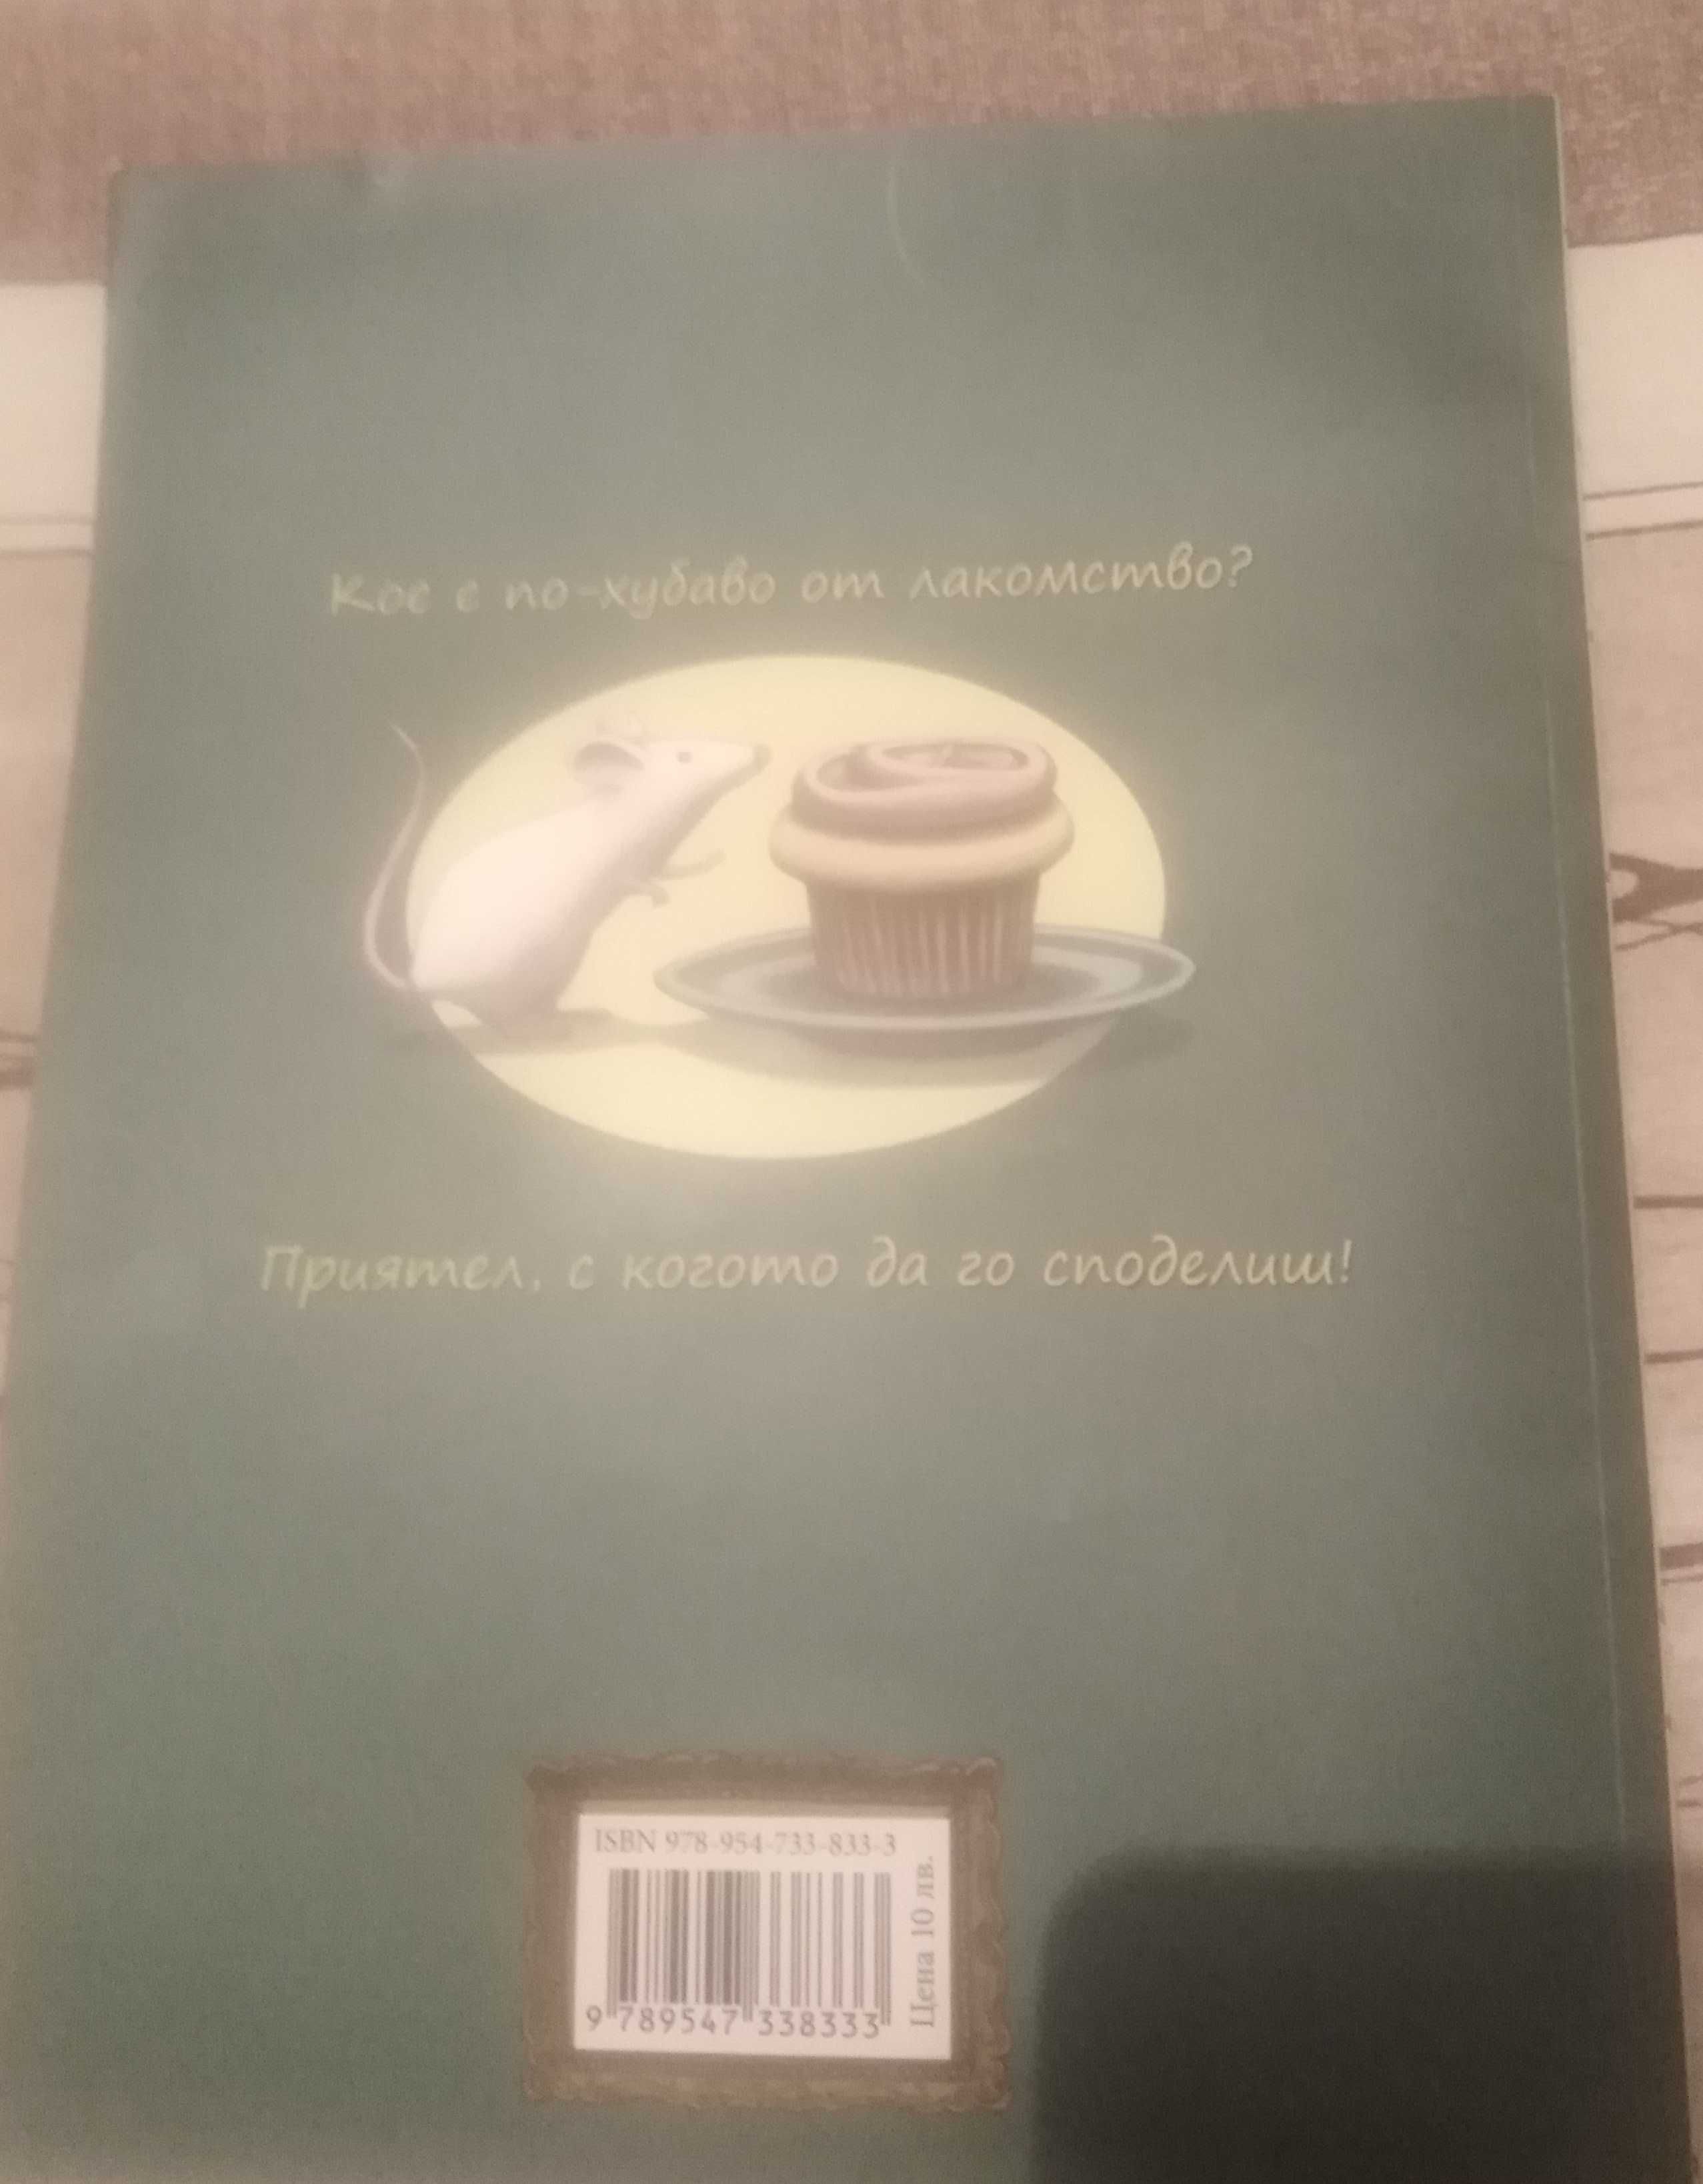 Кое е по-хубаво от лакомство?
Приятел, с когото да го споделиш!
ISBN 978-954-733-833-3
9 789547 338333
Цена 10 лв.